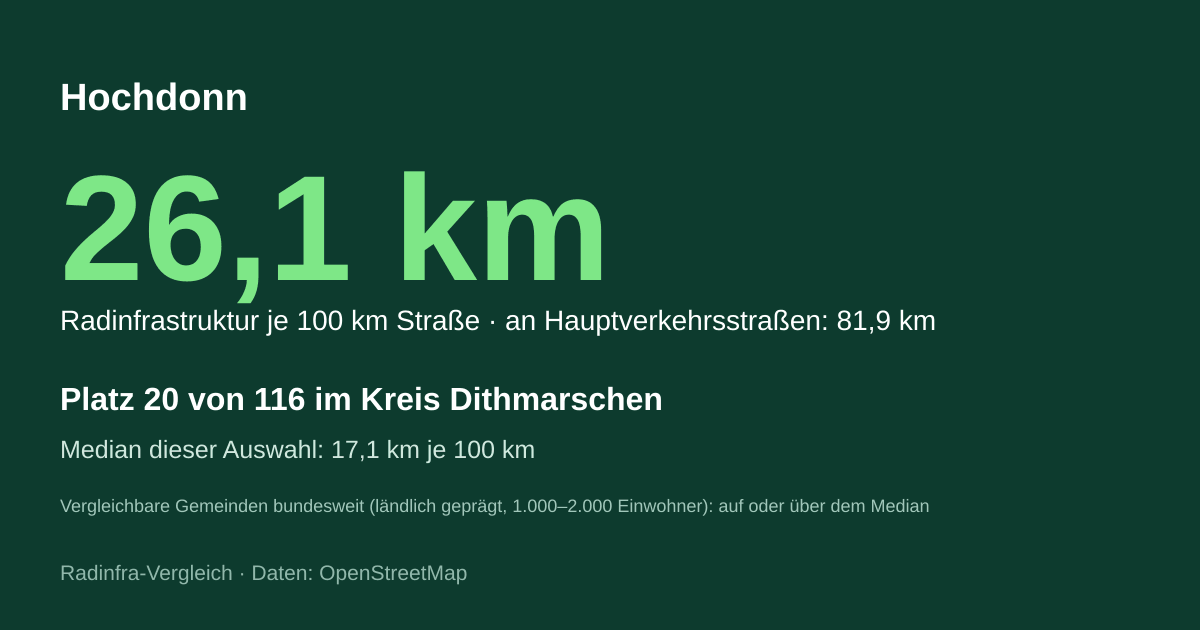 Hochdonn
26,1 km
Radinfrastruktur je 100 km Straße · an Hauptverkehrsstraßen: 81,9 km
Platz 20 von 116 im Kreis Dithmarschen
Median dieser Auswahl: 17,1 km je 100 km
Vergleichbare Gemeinden bundesweit (ländlich geprägt, 1.000–2.000 Einwohner): auf oder über dem Median
Radinfra-Vergleich · Daten: OpenStreetMap